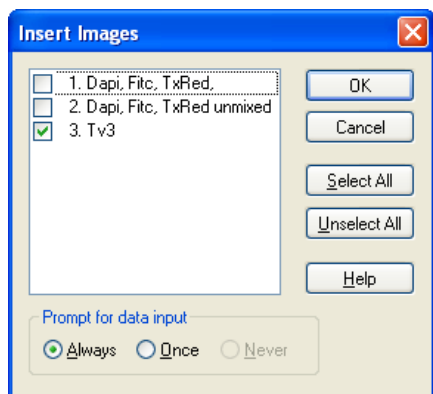 Insert Images
1. Dapi, Fitc, TxRed,
2. Dapi, Fitc, TxRed unmixed
3. Tv3
OK
Cancel
Select All
Unselect All
Help
Prompt for data input
Always Once Never